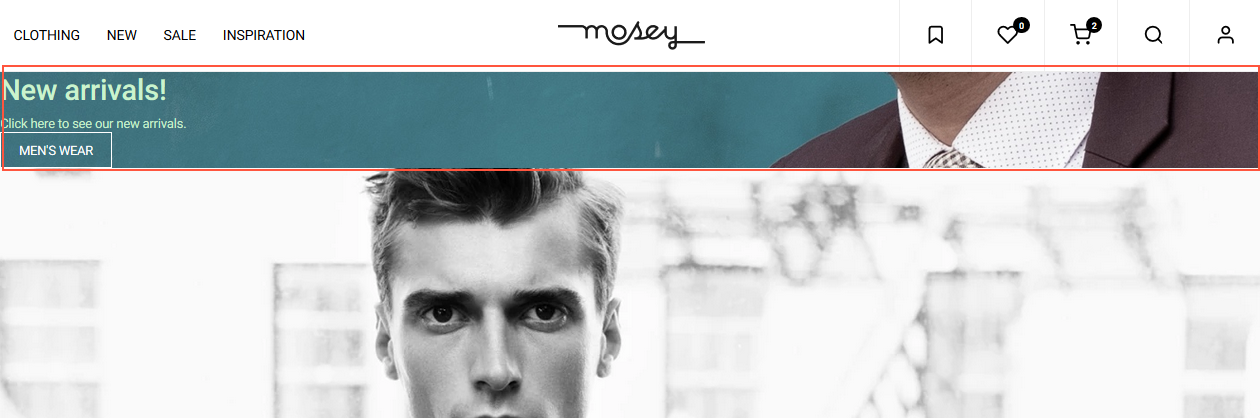 CLOTHING NEW SALE INSPIRATION mosey 0 2
New arrivals!
Click here to see our new arrivals.
MEN'S WEAR